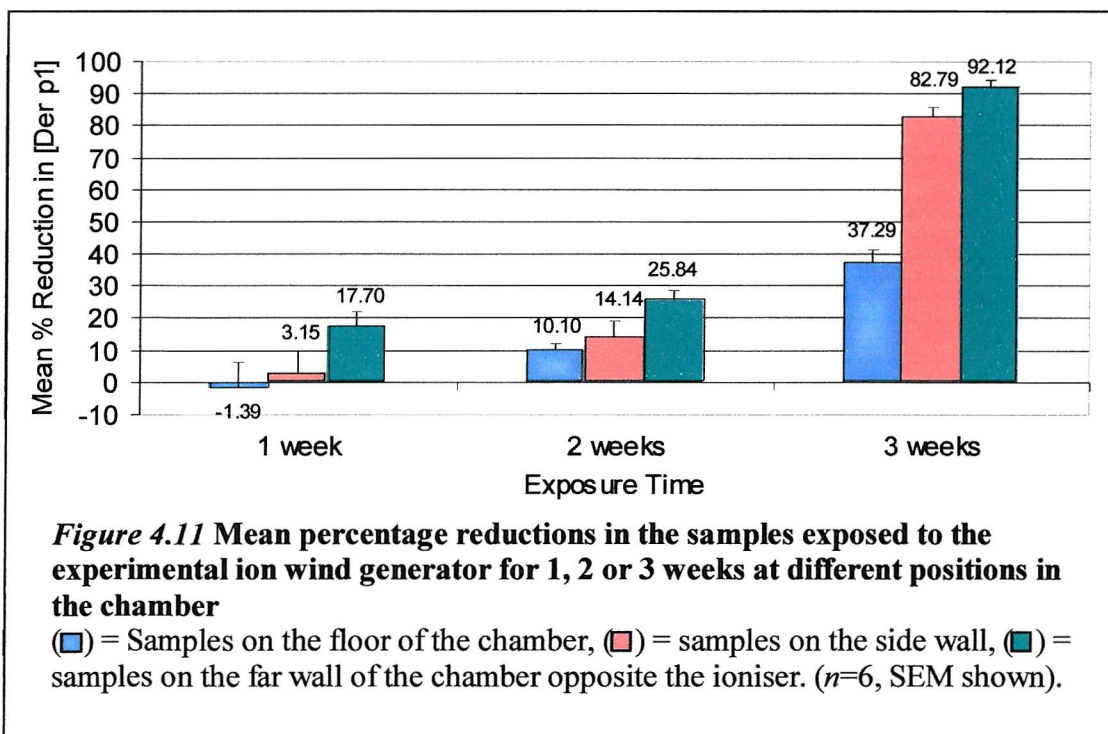 Mean % Reduction in [Der p1]
100
90
80
70
60
50
40
30
20
10
0
-10
-1.39
3.15
17.70
10.10
14.14
25.84
37.29
82.79
92.12
1 week 2 weeks 3 weeks
Exposure Time
Figure 4.11 Mean percentage reductions in the samples exposed to the
experimental ion wind generator for 1, 2 or 3 weeks at different positions in
the chamber
() = Samples on the floor of the chamber, () = samples on the side wall, () =
samples on the far wall of the chamber opposite the ioniser. (n=6, SEM shown).